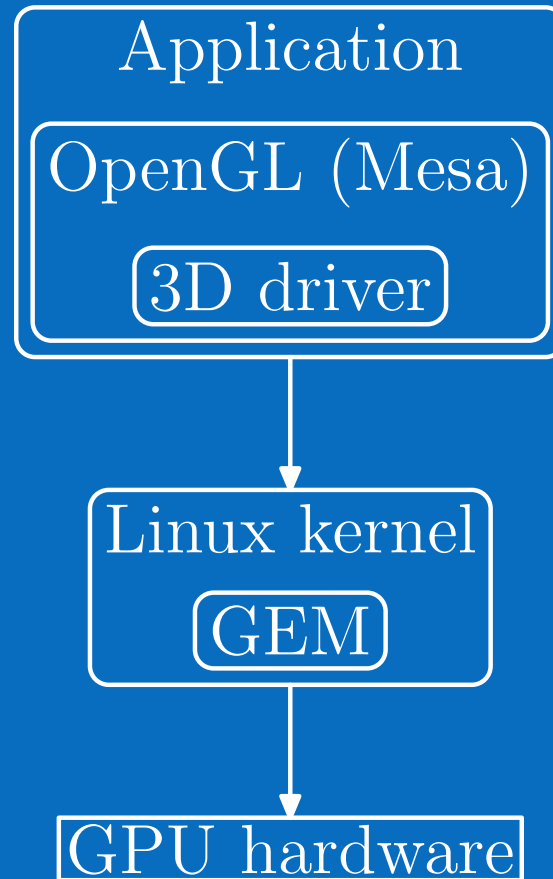 Application
OpenGL (Mesa)
3D driver
Linux kernel
GEM
GPU hardware